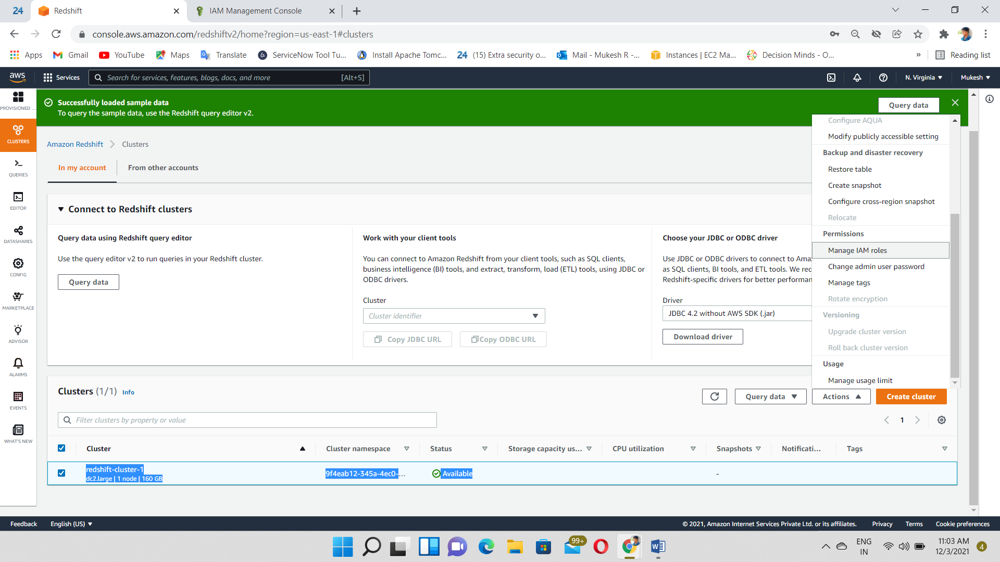 24
Redshift
IAM Management Console
console.aws.amazon.com/redshiftv2/home?region=us-east-1#clusters
Apps
Gmail
YouTube
Maps
Translate
ServiceNow Tool Tu...
Install Apache Tomc...
24 (15) Extra security o...
Mail - Mukesh R -...
Instances | EC2 Ma...
Decision Minds - O...
»
Reading list
aws
Services
Search for services, features, blogs, docs, and more
[Alt+S]
N. Virginia
Mukesh
PROVISIONED ...
CLUSTERS
QUERIES
EDITOR
DATASHARES
CONFIG
MARKETPLACE
ADVISOR
ALARMS
EVENTS
WHAT'S NEW
Successfully loaded sample data
To query the sample data, use the Redshift query editor v2.
Query data
Amazon Redshift
Clusters
In my account
From other accounts
Connect to Redshift clusters
Query data using Redshift query editor
Use the query editor v2 to run queries in your Redshift cluster.
Query data
Work with your client tools
You can connect to Amazon Redshift from your client tools, such as SQL clients,
business intelligence (BI) tools, and extract, transform, load (ETL) tools, using JDBC or
ODBC drivers.
Cluster
Cluster identifier
Copy JDBC URL
Copy ODBC URL
Choose your JDBC or ODBC driver
Use JDBC or ODBC drivers to connect to Ama
as SQL clients, BI tools, and ETL tools. We rec
Redshift-specific drivers for better performan
Driver
JDBC 4.2 without AWS SDK (.jar)
Download driver
Configure AQUA
Modify publicly accessible setting
Backup and disaster recovery
Restore table
Create snapshot
Configure cross-region snapshot
Relocate
Permissions
Manage IAM roles
Change admin user password
Manage tags
Rotate encryption
Versioning
Upgrade cluster version
Roll back cluster version
Usage
Manage usage limit
Clusters (1/1) Info
Query data
Actions
Create cluster
Filter clusters by property or value
1
Cluster
Cluster namespace
Status
Storage capacity us...
CPU utilization
Snapshots
Notificati...
Tags
redshift-cluster-1
dc2.large | 1 node | 160 GB
9f4eab12-345a-4ec0-...
Available
-
Feedback
English (US)
© 2021, Amazon Internet Services Private Ltd. or its affiliates.
Privacy
Terms
Cookie preferences
99+
ENG
IN
11:03 AM
12/3/2021
4